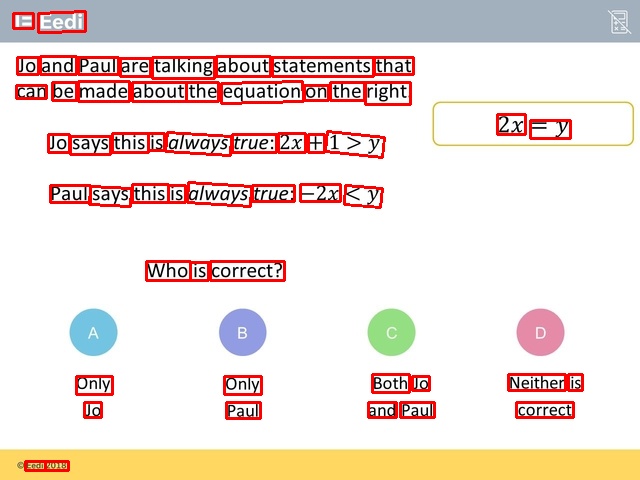 Eedi
Jo and Paul are talking about statements that
can be made about the equation on the right
2x = y
Jo says this is always true: 2x + 1 > y
Paul says this is always true: −2x < y
Who is correct?
A
B
C
D
Only
Jo
Only
Paul
Both Jo
and Paul
Neither is
correct
© Eedi 2018